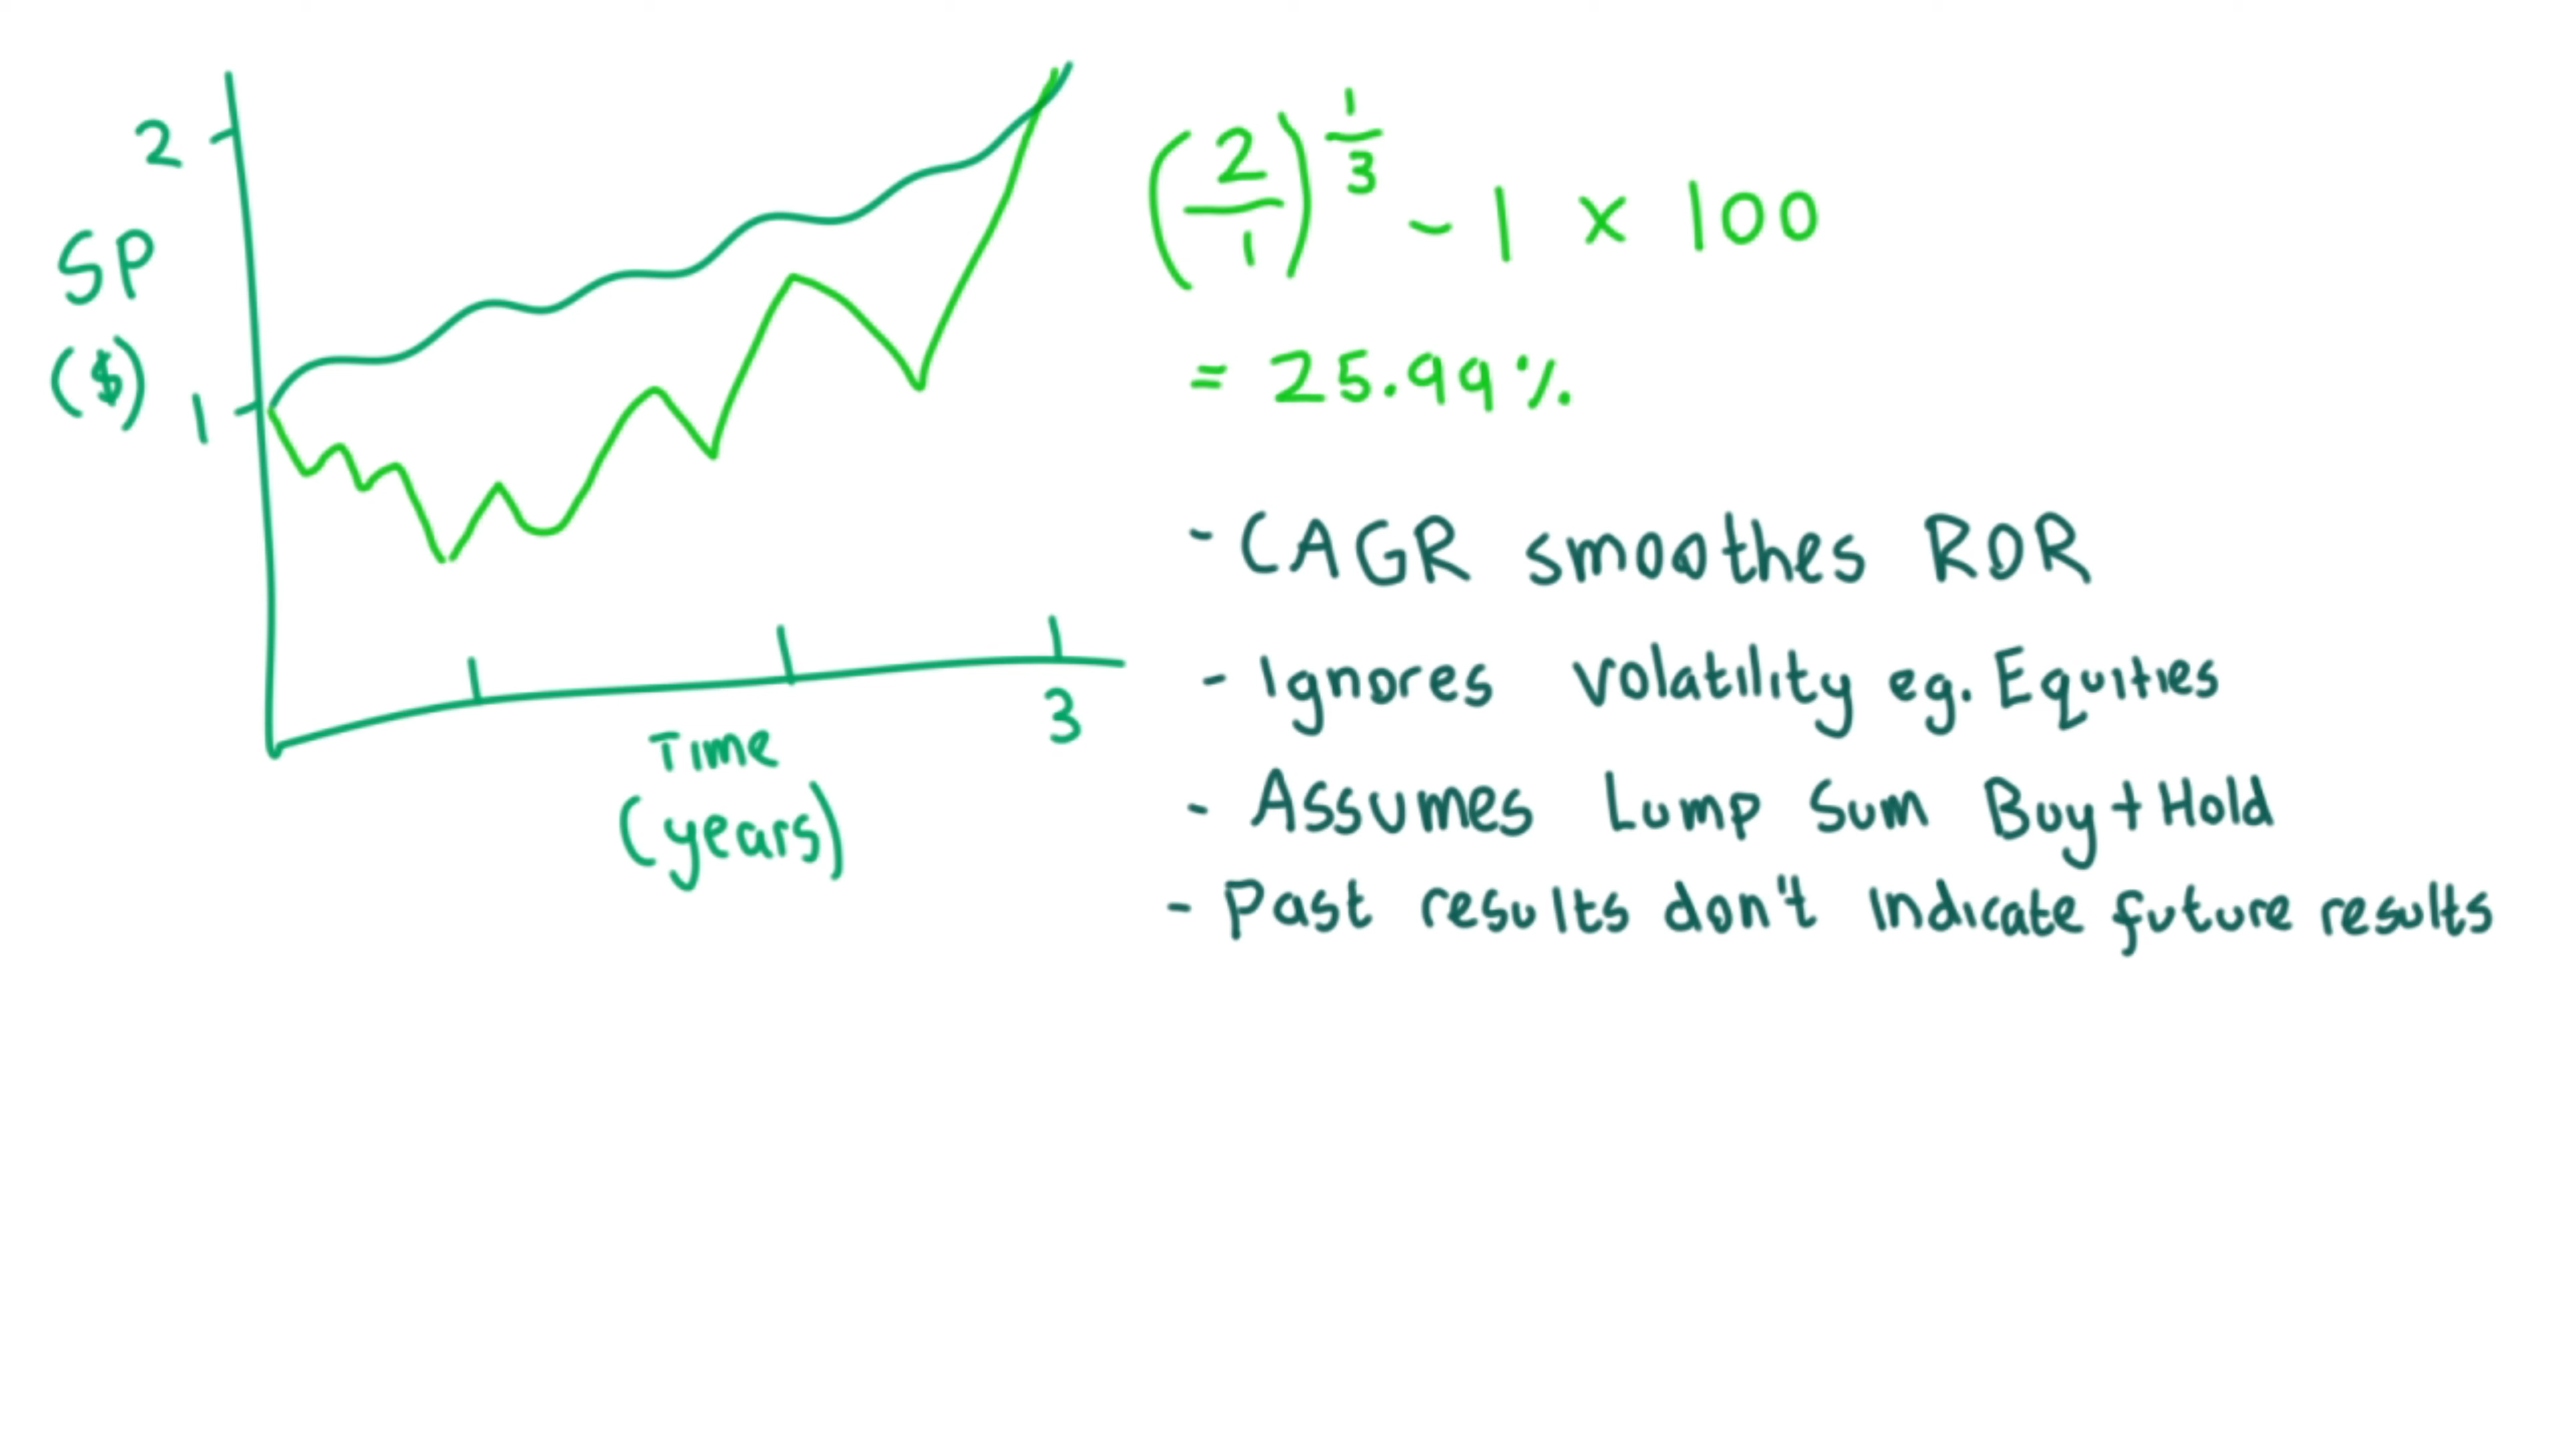 2
SP
($)
1
3
Time
(years)
(2/1)^(1/3) - 1 x 100
= 25.99%
- CAGR smoothes ROR
- Ignores volatility eg. Equities
- Assumes Lump Sum Buy + Hold
- Past results don't indicate future results